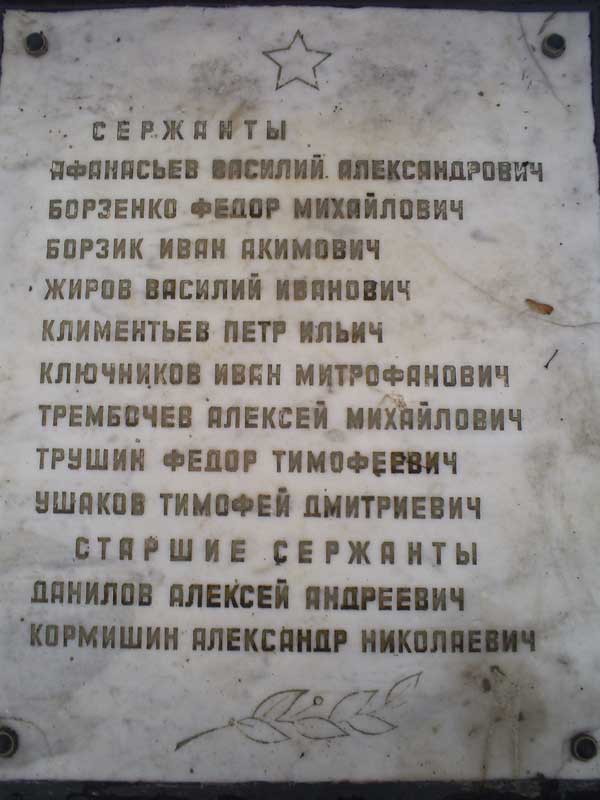 СЕРЖАНТЫ
АФАНАСЬЕВ ВАСИЛИЙ АЛЕКСАНДРОВИЧ
БОРЗЕНКО ФЕДОР МИХАЙЛОВИЧ
БОРЗИК ИВАН АКИМОВИЧ
ЖИРОВ ВАСИЛИЙ ИВАНОВИЧ
КЛИМЕНТЬЕВ ПЕТР ИЛЬИЧ
КЛЮЧНИКОВ ИВАН МИТРОФАНОВИЧ
ТРЕМБОЧЕВ АЛЕКСЕЙ МИХАЙЛОВИЧ
ТРУШИН ФЕДОР ТИМОФЕЕВИЧ
УШАКОВ ТИМОФЕЙ ДМИТРИЕВИЧ
СТАРШИЕ СЕРЖАНТЫ
ДАНИЛОВ АЛЕКСЕЙ АНДРЕЕВИЧ
КОРМИШИН АЛЕКСАНДР НИКОЛАЕВИЧ